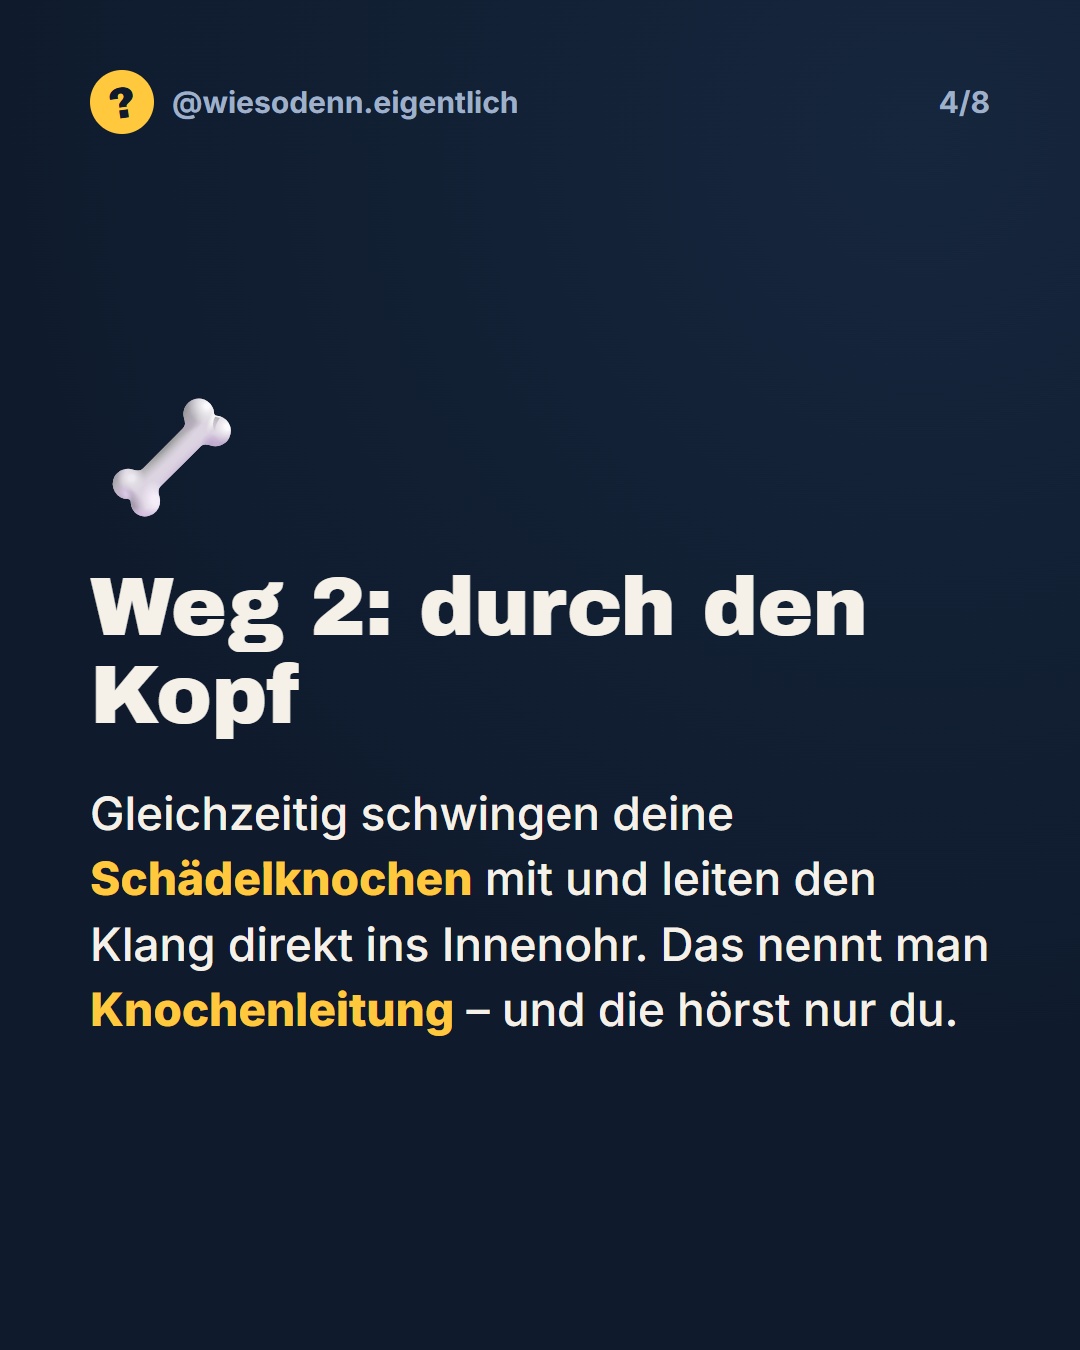 ?
@wiesodenn.eigentlich
4/8
Weg 2: durch den
Kopf
Gleichzeitig schwingen deine
Schädelknochen mit und leiten den
Klang direkt ins Innenohr. Das nennt man
Knochenleitung – und die hörst nur du.